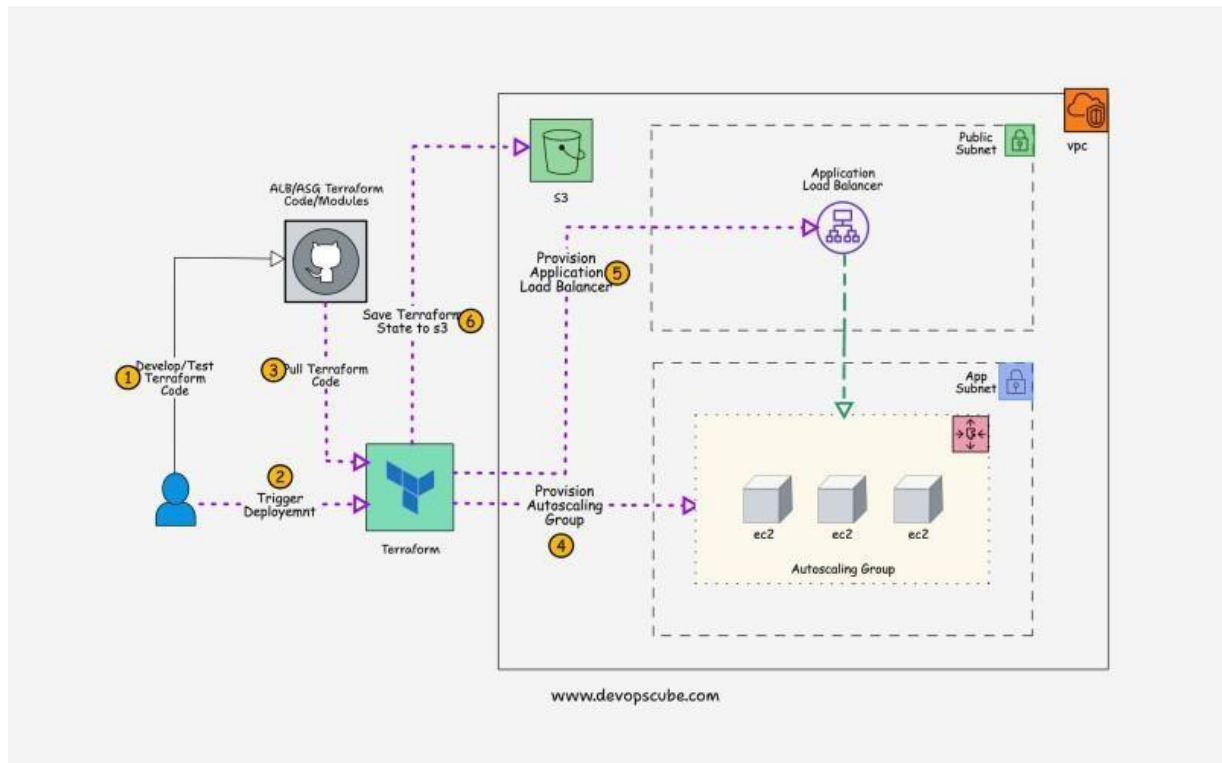 Public
Subnet
vpc
Application
Load Balancer
S3
ALB/ASG Terraform
Code/Modules
Provision
Application
Load Balancer
5
Save Terraform
State to s3
6
1
Develop/Test
Terraform
Code
3
Pull Terraform
Code
App
Subnet
2
Trigger
Deployemnt
Provision
Autoscaling
Group
4
Terraform
ec2
ec2
ec2
Autoscaling Group
www.devopscube.com